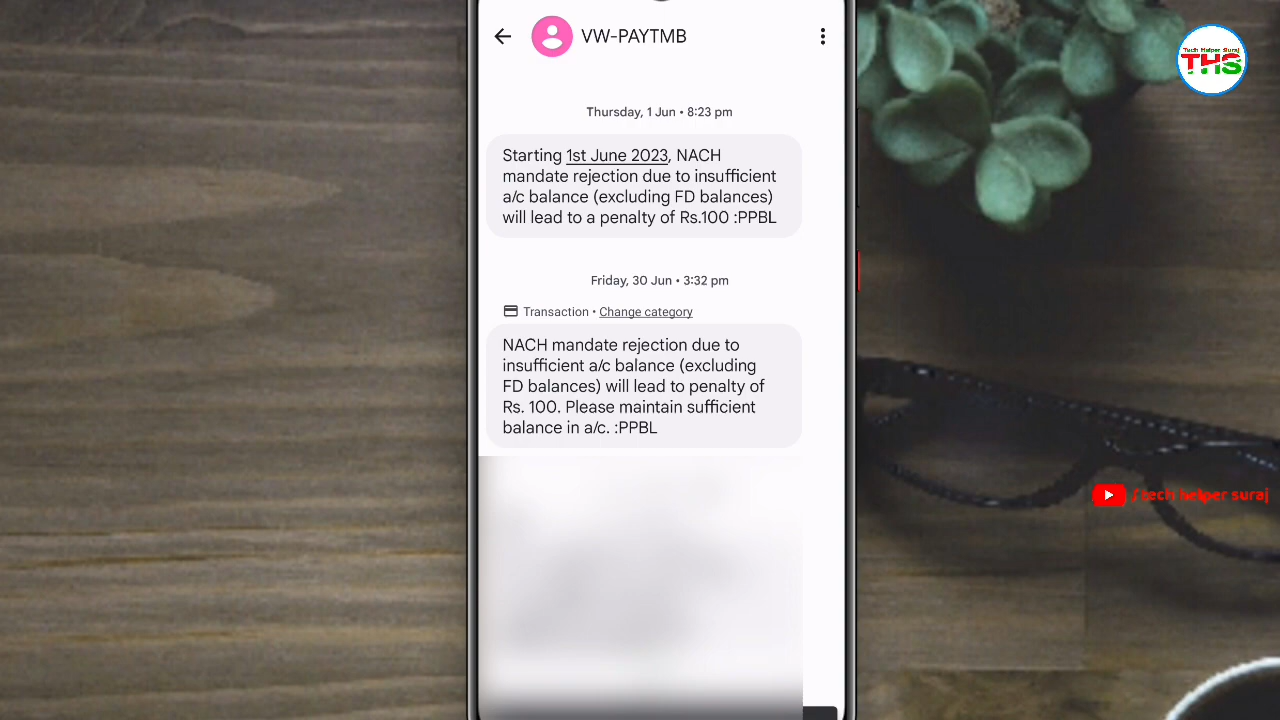 VW-PAYTMB
Tech Helper Suraj
THS
Thursday, 1 Jun • 8:23 pm
Starting 1st June 2023, NACH
mandate rejection due to insufficient
a/c balance (excluding FD balances)
will lead to a penalty of Rs.100 :PPBL
Friday, 30 Jun • 3:32 pm
Transaction • Change category
NACH mandate rejection due to
insufficient a/c balance (excluding
FD balances) will lead to penalty of
Rs. 100. Please maintain sufficient
balance in a/c. :PPBL
/tech helper suraj